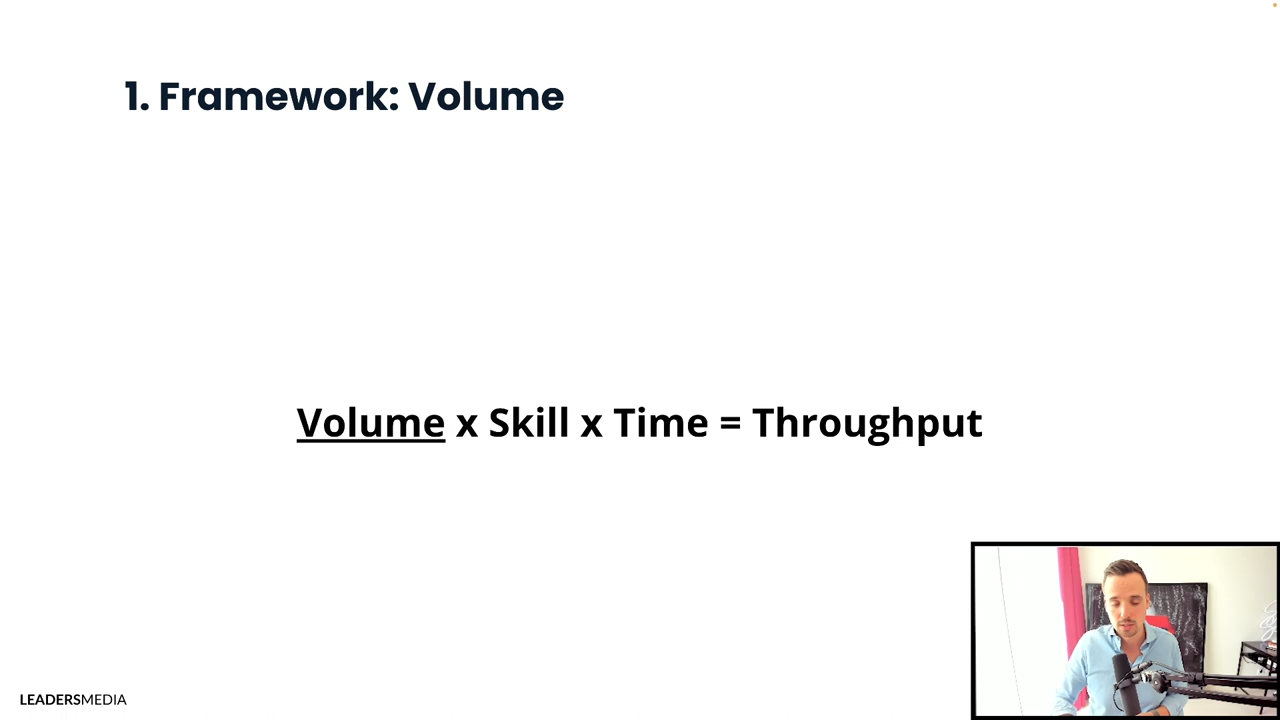 1. Framework: Volume
Volume x Skill x Time = Throughput
LEADERSMEDIA